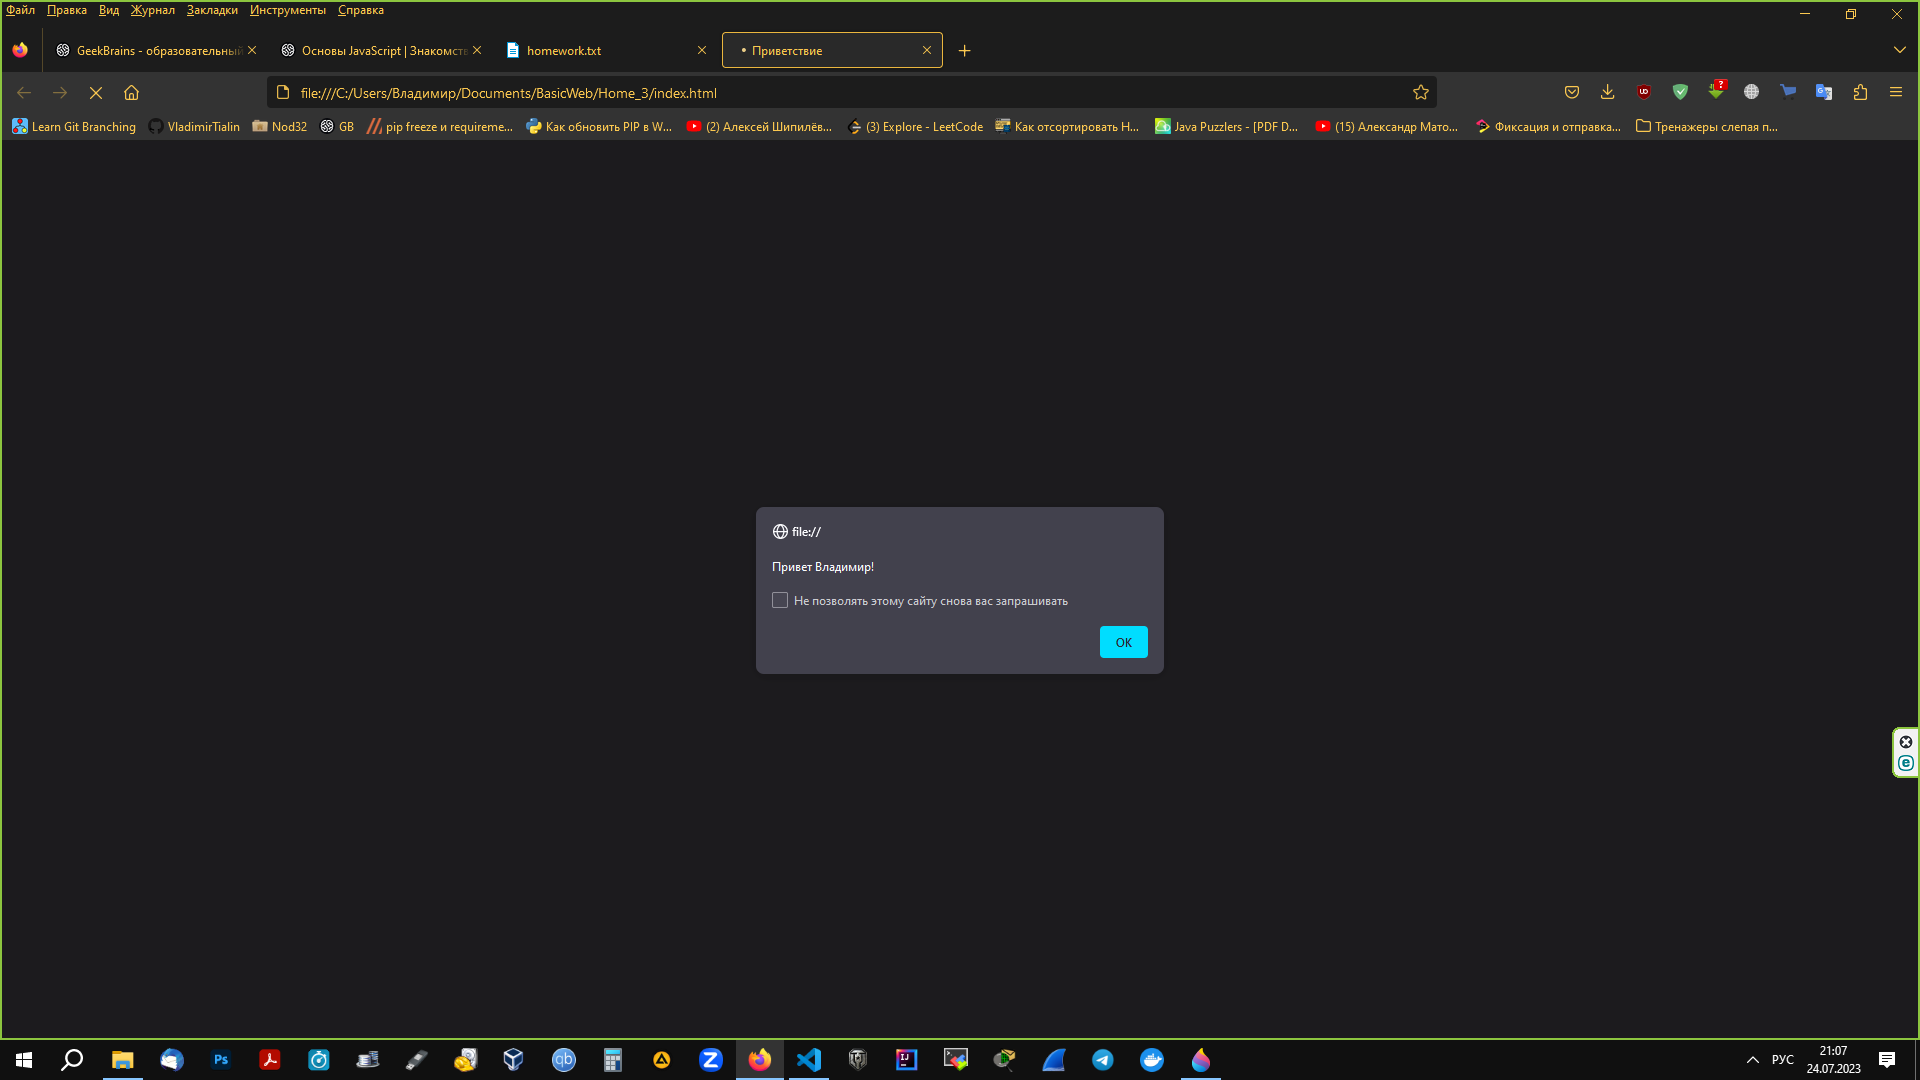 Файл Правка Вид Журнал Закладки Инструменты Справка
GeekBrains - образовательный
Основы JavaScript | Знакомств
homework.txt
• Приветствие
file:///C:/Users/Владимир/Documents/BasicWeb/Home_3/index.html
Learn Git Branching
VladimirTialin
Nod32
GB
pip freeze и requireme...
Как обновить PIP в W...
(2) Алексей Шипилёв...
(3) Explore - LeetCode
Как отсортировать H...
Java Puzzlers - [PDF D...
(15) Александр Мато...
Фиксация и отправка...
Тренажеры слепая п...
file://
Привет Владимир!
Не позволять этому сайту снова вас запрашивать
OK
Ps
qb
Z
IJ
РУС
21:07
24.07.2023